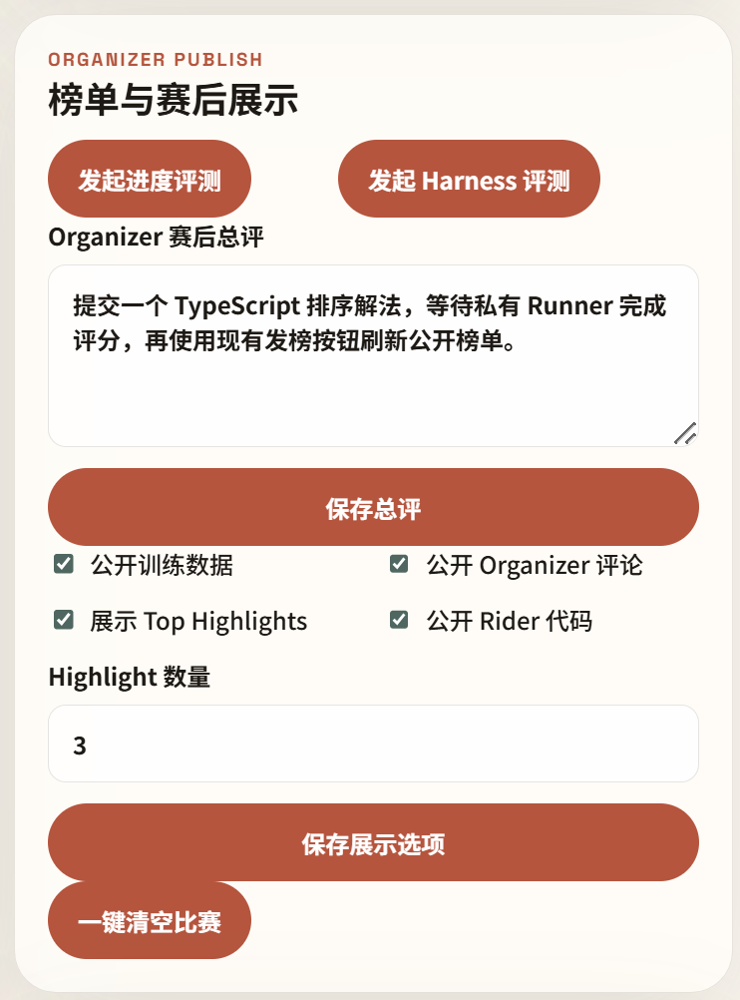 ORGANIZER PUBLISH
榜单与赛后展示
发起进度评测
发起 Harness 评测
Organizer 赛后总评
提交一个 TypeScript 排序解法，等待私有 Runner 完成
评分，再使用现有发榜按钮刷新公开榜单。
保存总评
公开训练数据
公开 Organizer 评论
展示 Top Highlights
公开 Rider 代码
Highlight 数量
3
保存展示选项
一键清空比赛